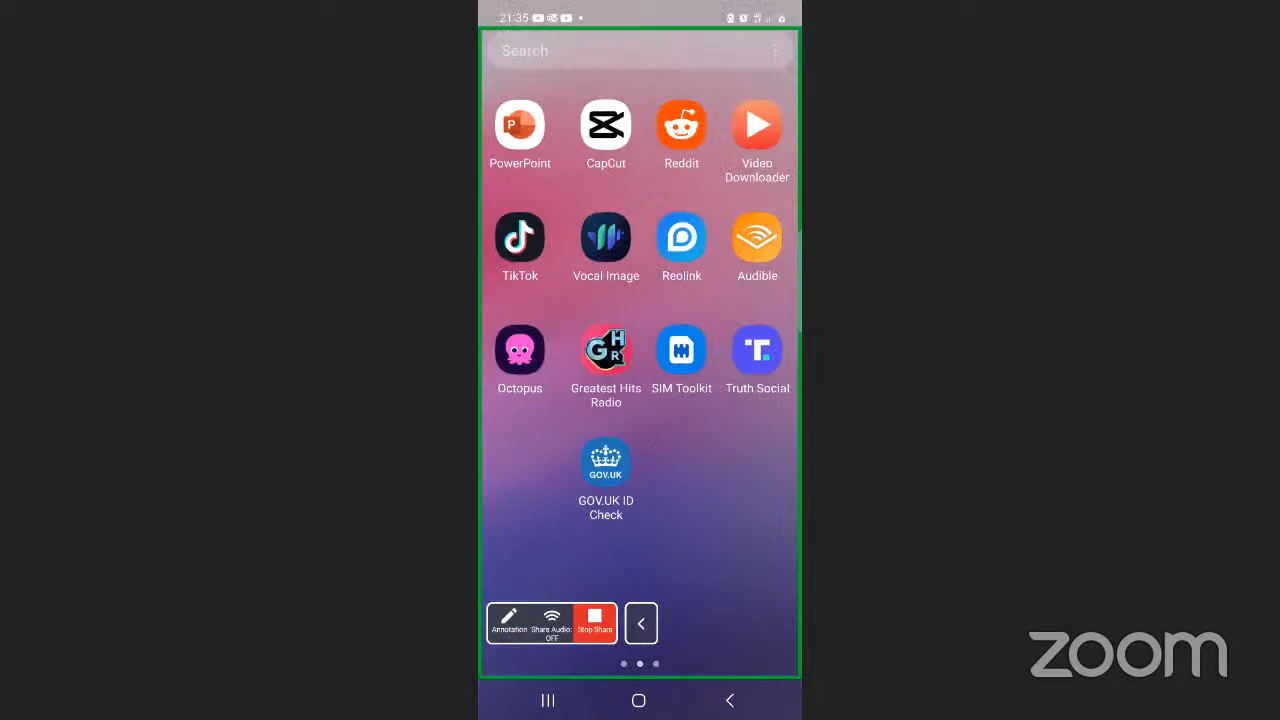 21:35
Search
P
PowerPoint
CapCut
Reddit
Video
Downloader
TikTok
Vocal Image
Reolink
Audible
GHR
T.
Octopus
Greatest Hits
Radio
SIM Toolkit
Truth Social
GOV.UK
GOV.UK ID
Check
Annotation
Share Audio:
OFF
Stop Share
zoom